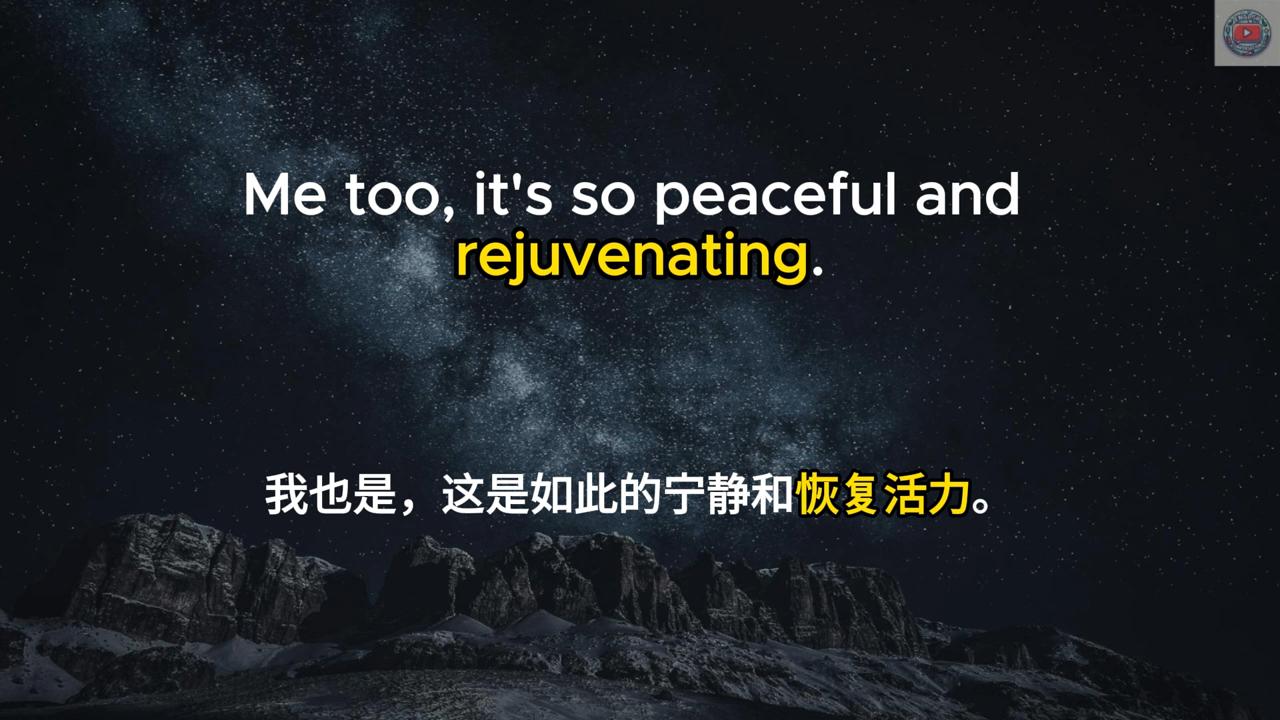 Me too, it's so peaceful and
rejuvenating.
我也是，这是如此的宁静和恢复活力。